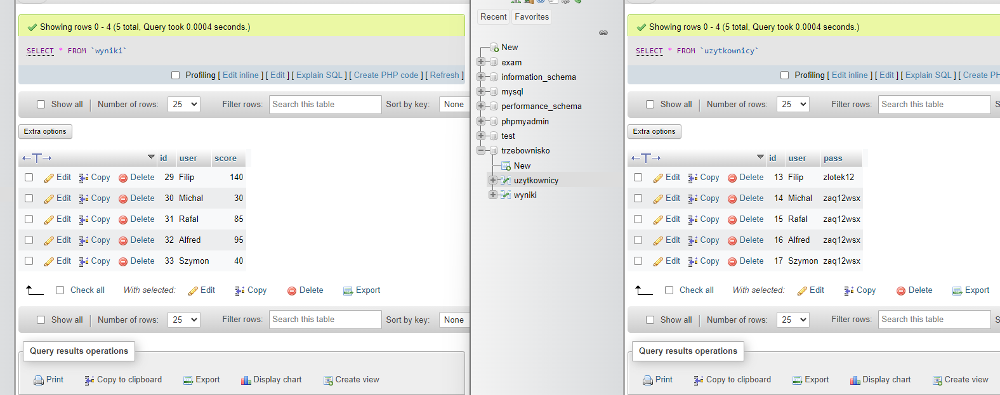 Showing rows 0 - 4 (5 total, Query took 0.0004 seconds.)
SELECT * FROM `wyniki`
Profiling [ Edit inline ] [ Edit ] [ Explain SQL ] [ Create PHP code ] [ Refresh ]
Show all Number of rows: 25 Filter rows: Search this table Sort by key: None
Extra options
id user score
Edit Copy Delete 29 Filip 140
Edit Copy Delete 30 Michal 30
Edit Copy Delete 31 Rafal 85
Edit Copy Delete 32 Alfred 95
Edit Copy Delete 33 Szymon 40
Check all With selected: Edit Copy Delete Export
Show all Number of rows: 25 Filter rows: Search this table Sort by key: None
Query results operations
Print Copy to clipboard Export Display chart Create view
Recent Favorites
New
exam
information_schema
mysql
performance_schema
phpmyadmin
test
trzebownisko
New
uzytkownicy
wyniki
Showing rows 0 - 4 (5 total, Query took 0.0004 seconds.)
SELECT * FROM `uzytkownicy`
Profiling [ Edit inline ] [ Edit ] [ Explain SQL ] [ Create PH
Show all Number of rows: 25 Filter rows: Search this table S
Extra options
id user pass
Edit Copy Delete 13 Filip zlotek12
Edit Copy Delete 14 Michal zaq12wsx
Edit Copy Delete 15 Rafal zaq12wsx
Edit Copy Delete 16 Alfred zaq12wsx
Edit Copy Delete 17 Szymon zaq12wsx
Check all With selected: Edit Copy Delete Export
Show all Number of rows: 25 Filter rows: Search this table S
Query results operations
Print Copy to clipboard Export Display chart Create view